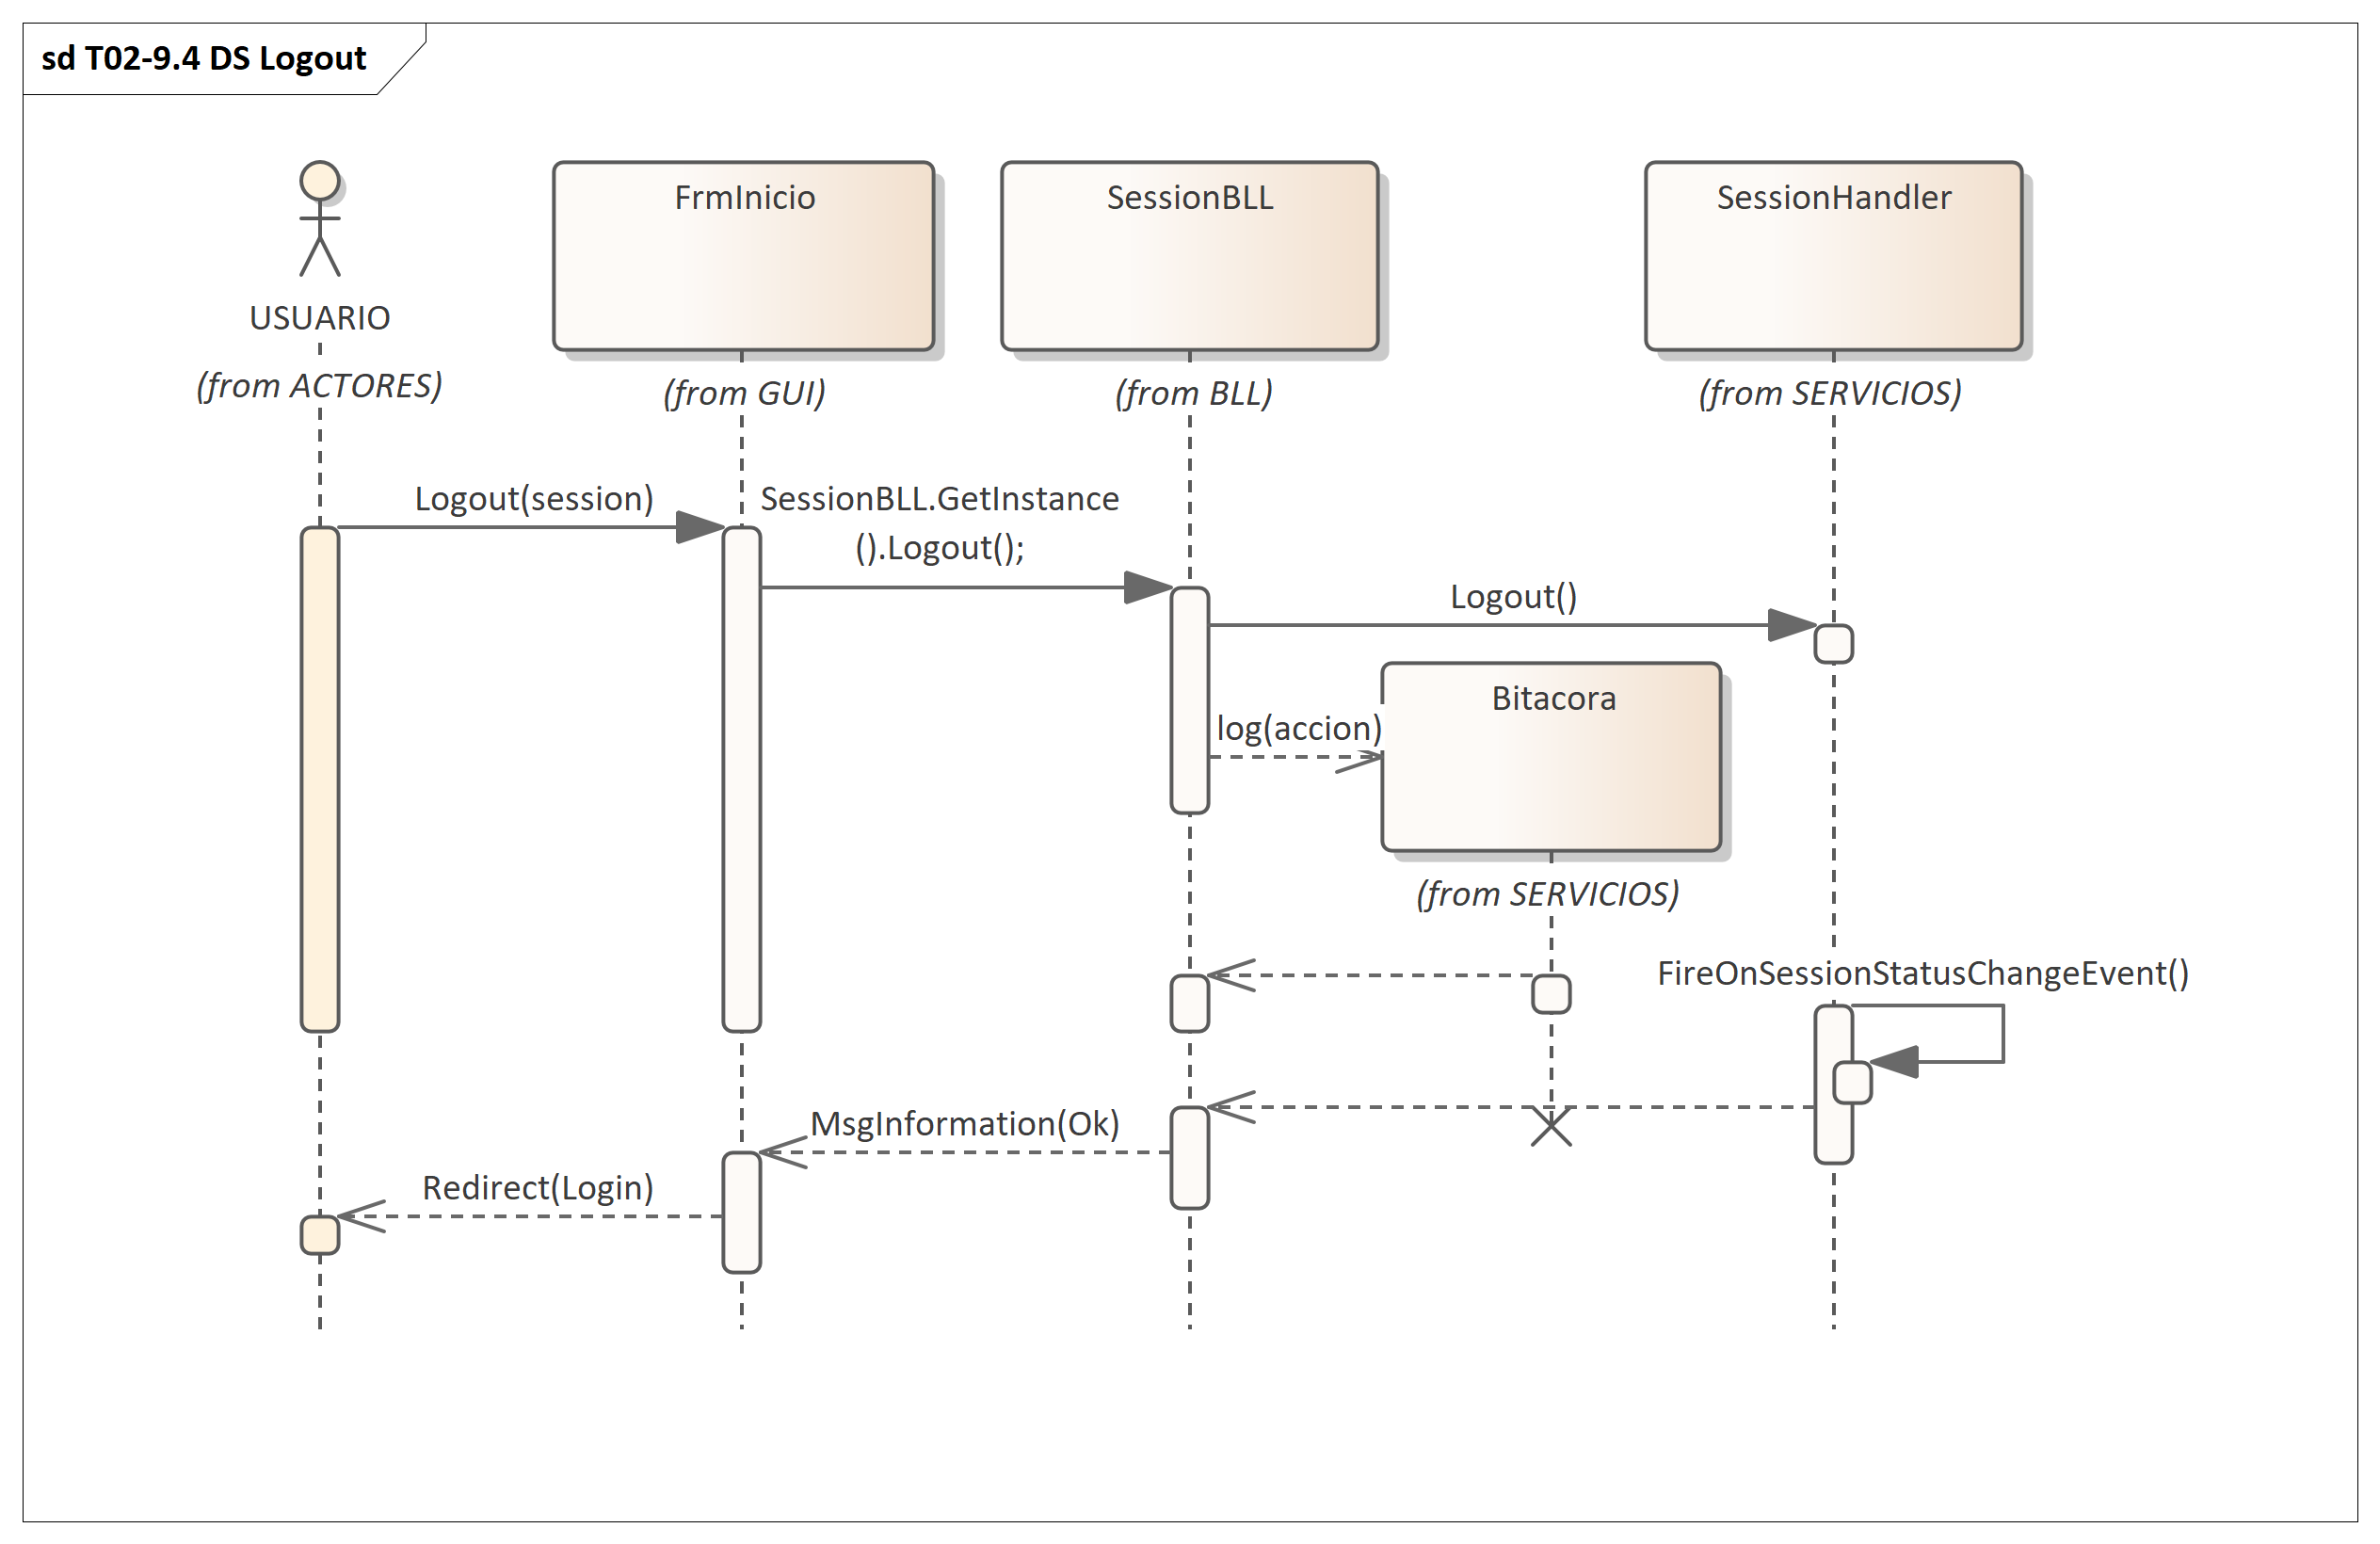 sd T02-9.4 DS Logout
USUARIO
(from ACTORES)
FrmInicio
(from GUI)
SessionBLL
(from BLL)
SessionHandler
(from SERVICIOS)
Logout(session)
SessionBLL.GetInstance
().Logout();
Logout()
Bitacora
log(accion)
(from SERVICIOS)
FireOnSessionStatusChangeEvent()
MsgInformation(Ok)
Redirect(Login)